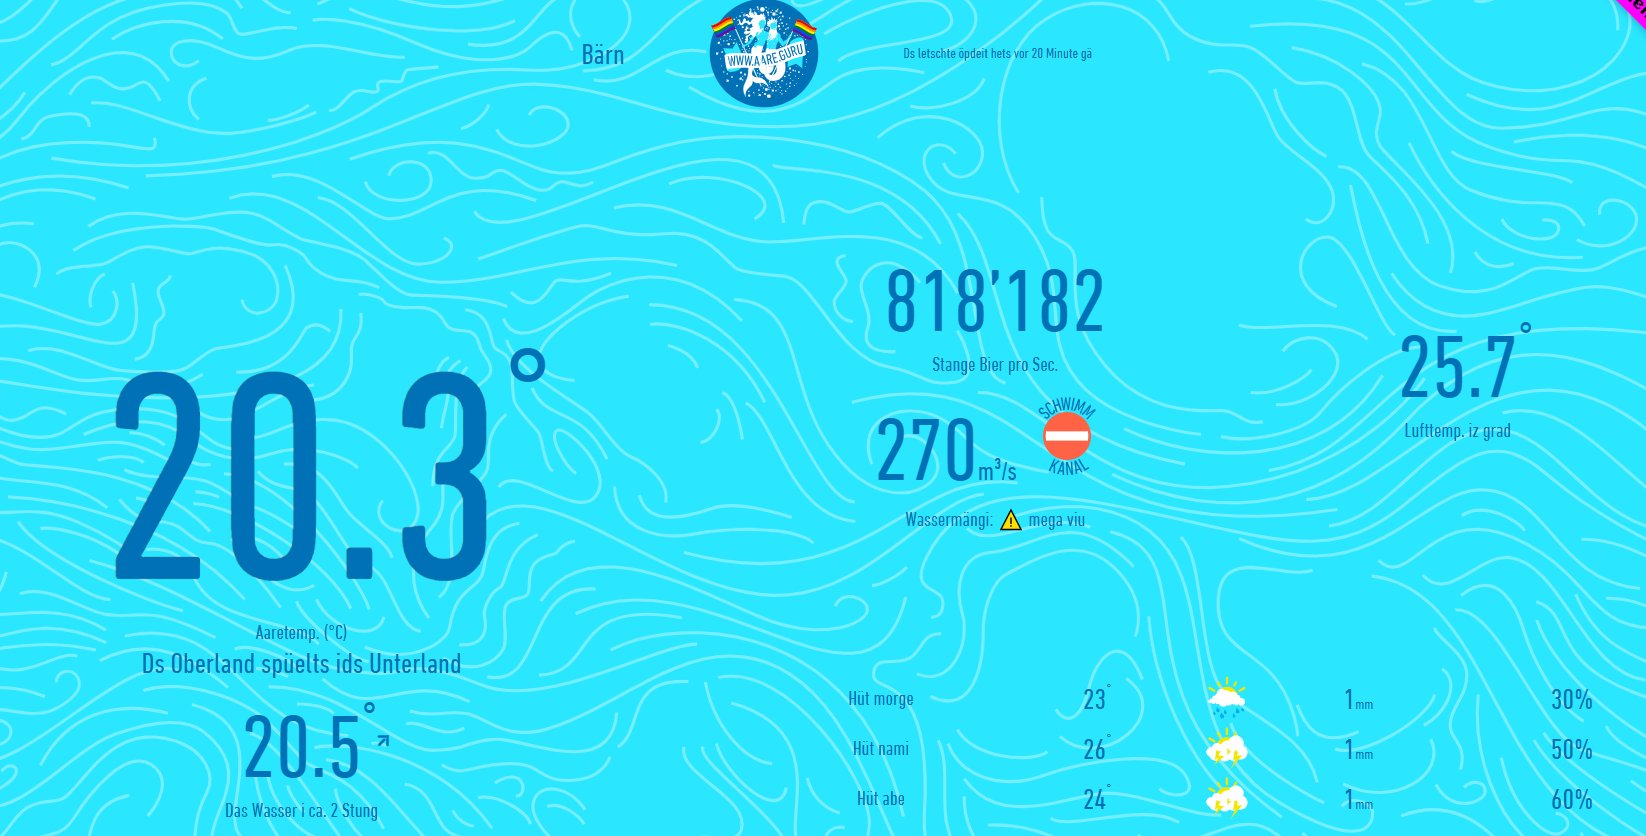 Bärn
WWW.AARE.GURU
Ds letschte öpdeit hets vor 20 Minute gä
20.3°
Aaretemp. (°C)
Ds Oberland spüelts ids Unterland
20.5°
Das Wasser i ca. 2 Stung
818’182
Stange Bier pro Sec.
270 m³/s
SCHWIMM
KANAL
Wassermängi: mega viu
25.7°
Lufttemp. iz grad
Hüt morge 23° 1mm 30%
Hüt nami 26° 1mm 50%
Hüt abe 24° 1mm 60%